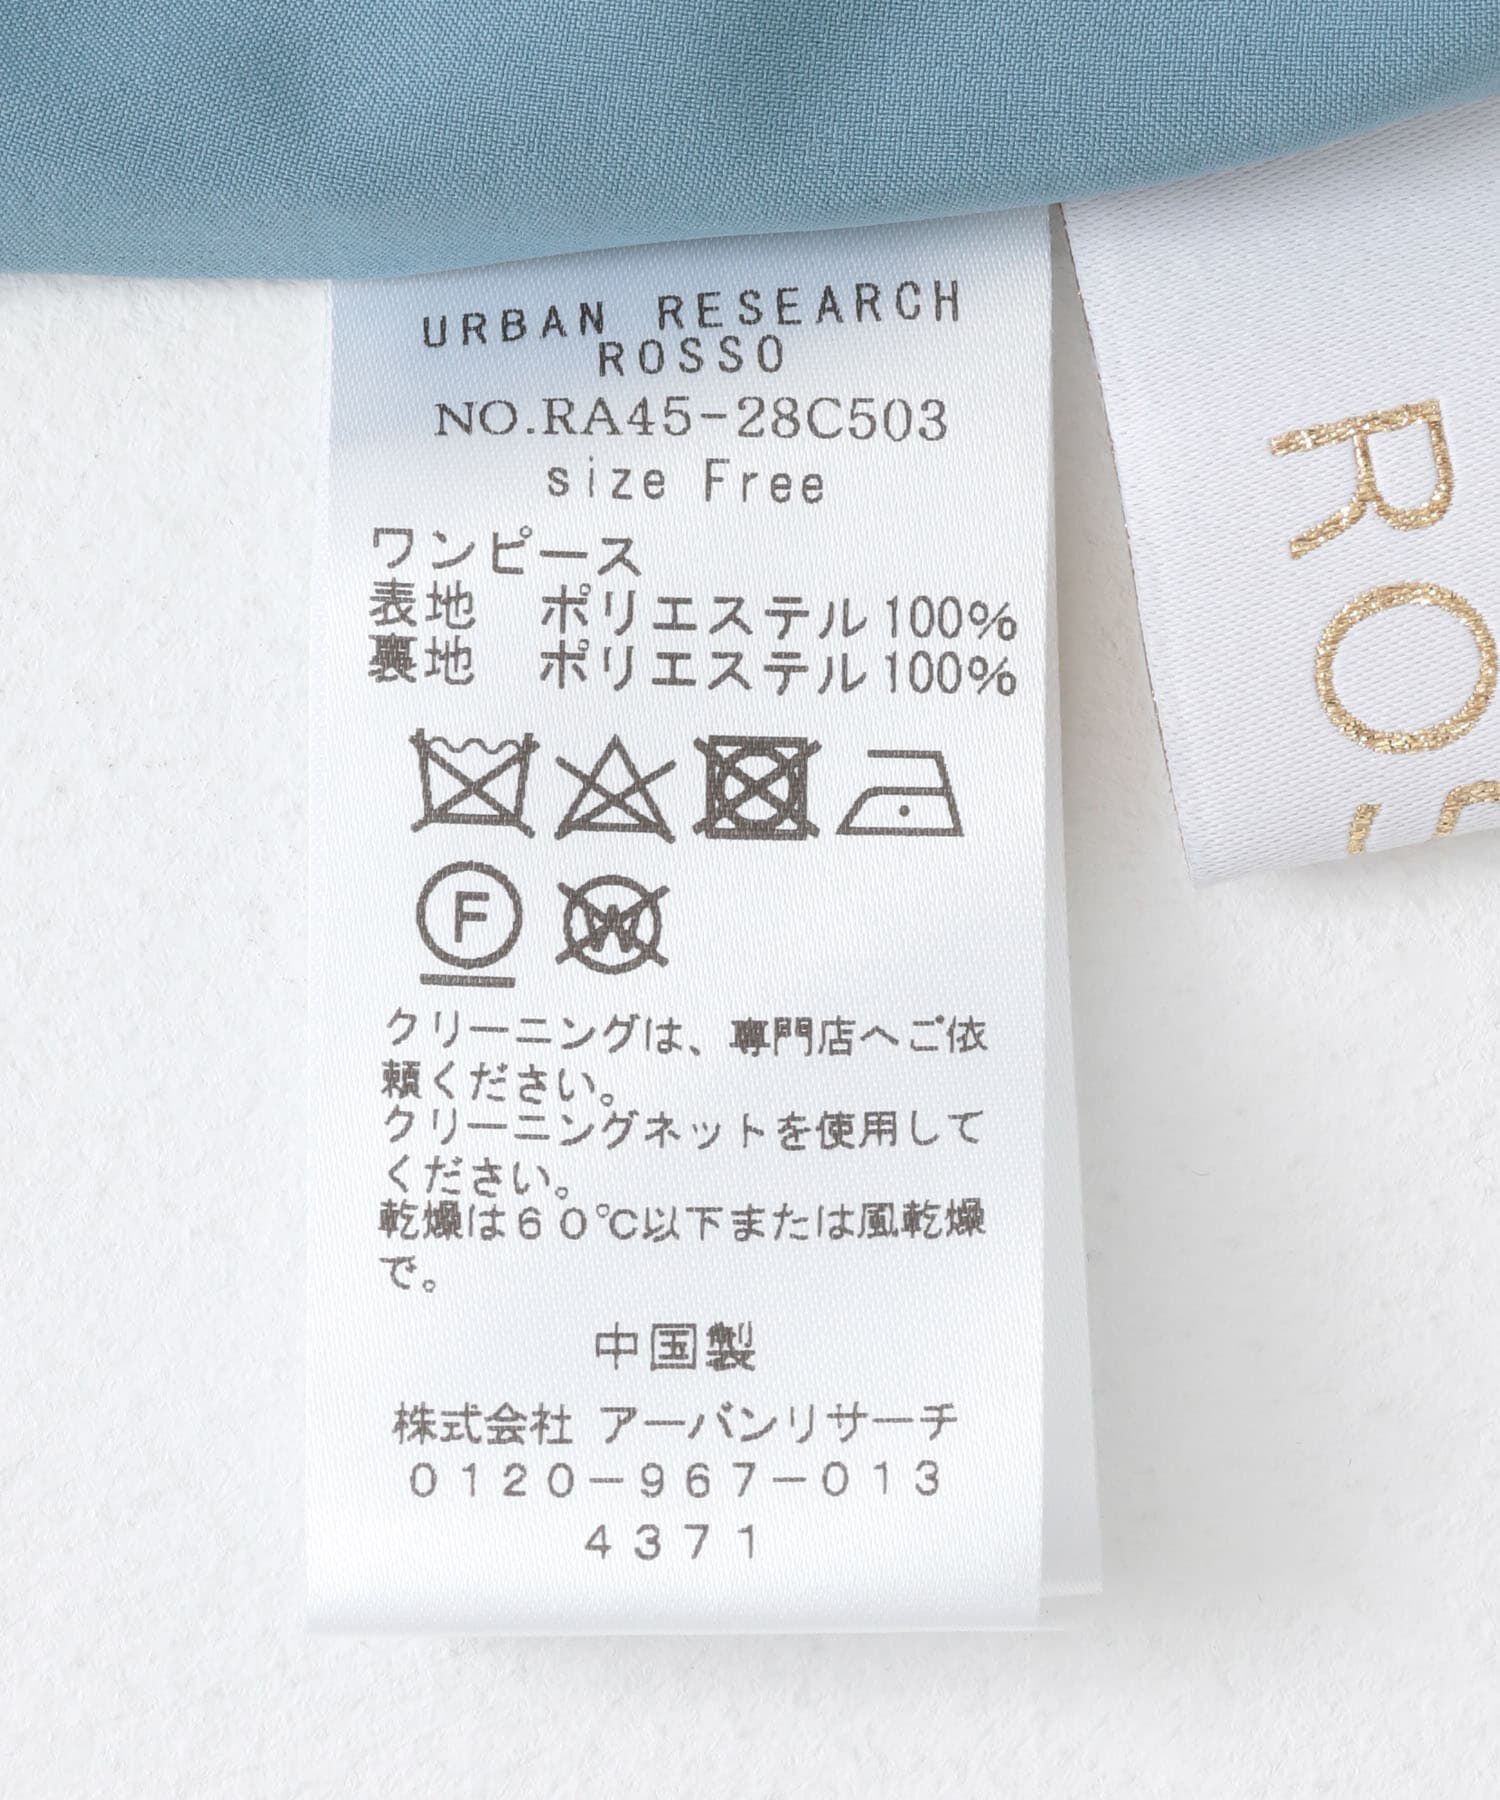 URBAN RESEARCH
ROSSO
NO.RA45-28C503
size Free
ワンピース
表地 ポリエステル100%
裏地 ポリエステル100%
F
W
クリーニングは、専門店へご依
頼ください。
クリーニングネットを使用して
ください。
乾燥は60℃以下または風乾燥
で。
中国製
株式会社 アーバンリサーチ
0120-967-013
4371